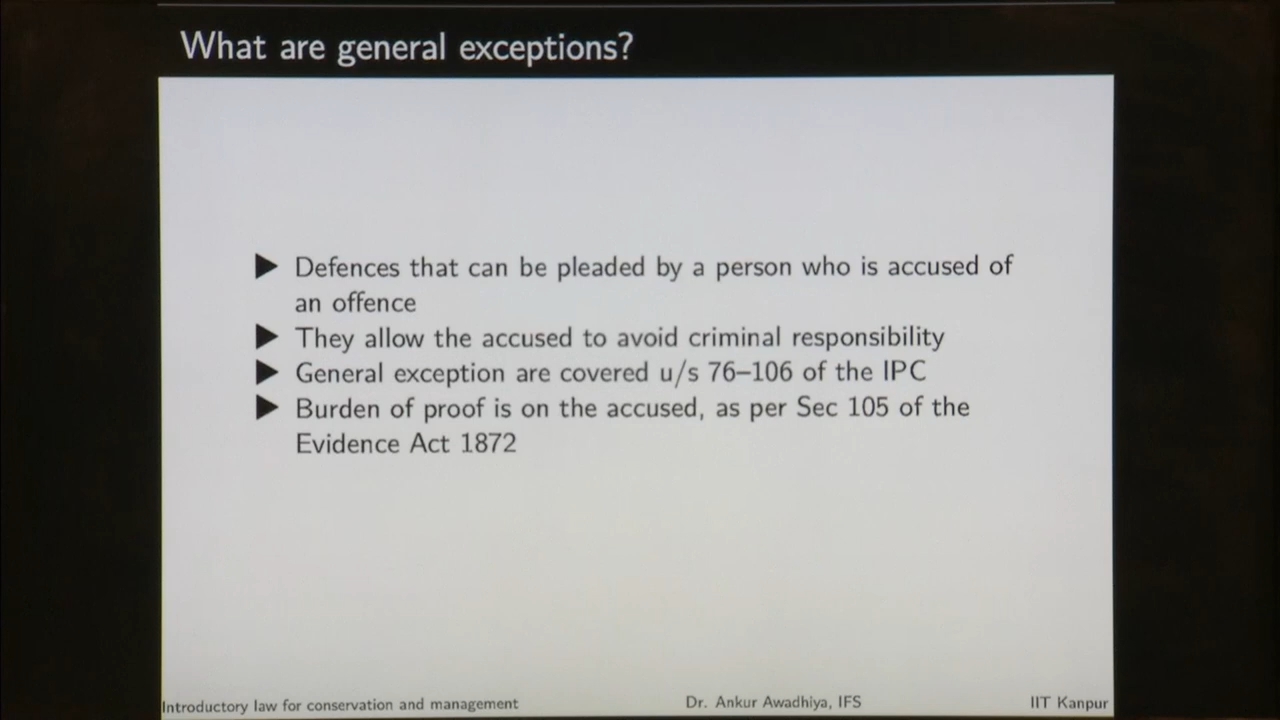 What are general exceptions?
▶ Defences that can be pleaded by a person who is accused of
an offence
▶ They allow the accused to avoid criminal responsibility
▶ General exception are covered u/s 76–106 of the IPC
▶ Burden of proof is on the accused, as per Sec 105 of the
Evidence Act 1872
Introductory law for conservation and management Dr. Ankur Awadhiya, IFS IIT Kanpur